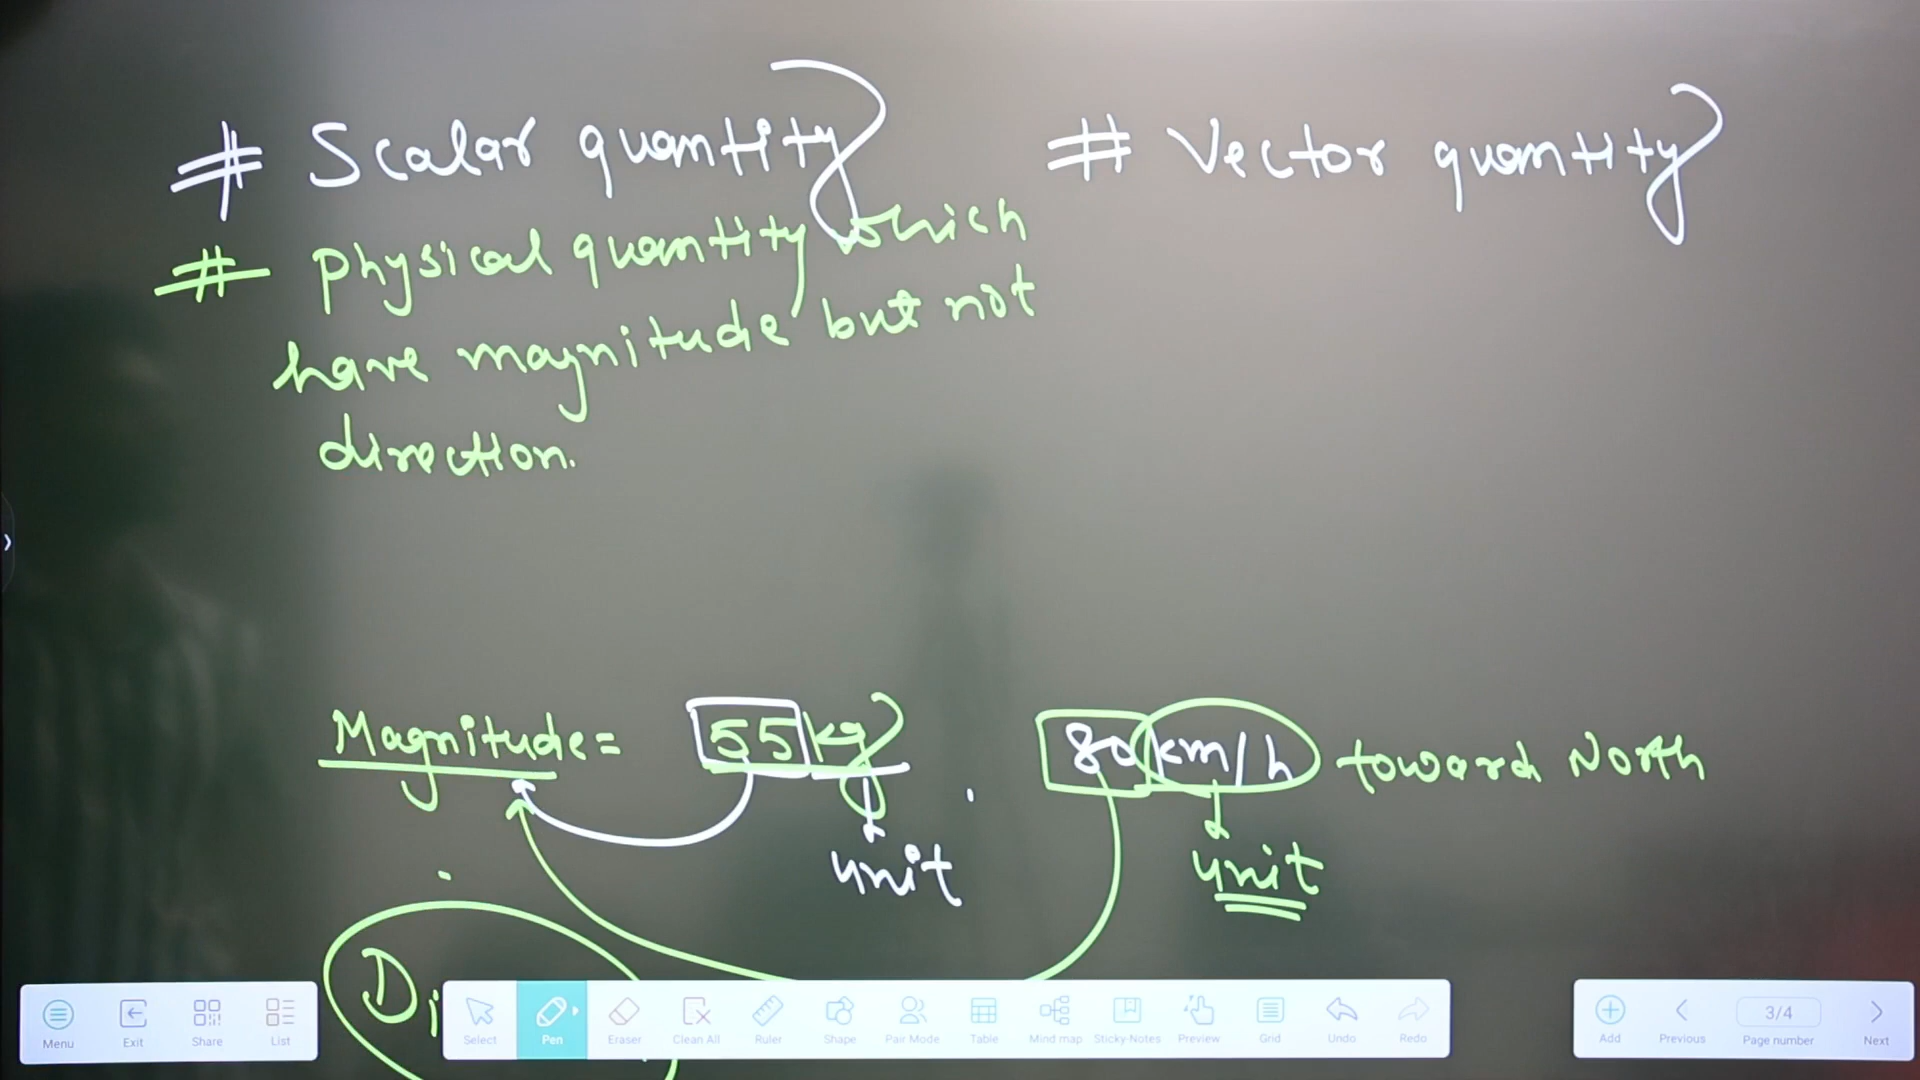 # Scalar quantity
# Vector quantity
# Physical quantity which
have magnitude but not
direction.
Magnitude = 55 kg
80 km/h toward North
unit
unit
Di
Menu
Exit
Share
List
Select
Pen
Eraser
Clean All
Ruler
Shape
Pair Mode
Table
Mind map
Sticky-Notes
Preview
Grid
Undo
Redo
Add
Previous
3/4
Page number
Next